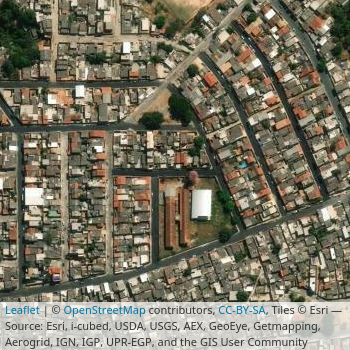 Leaflet | © OpenStreetMap contributors, CC-BY-SA, Tiles © Esri —
Source: Esri, i-cubed, USDA, USGS, AEX, GeoEye, Getmapping,
Aerogrid, IGN, IGP, UPR-EGP, and the GIS User Community